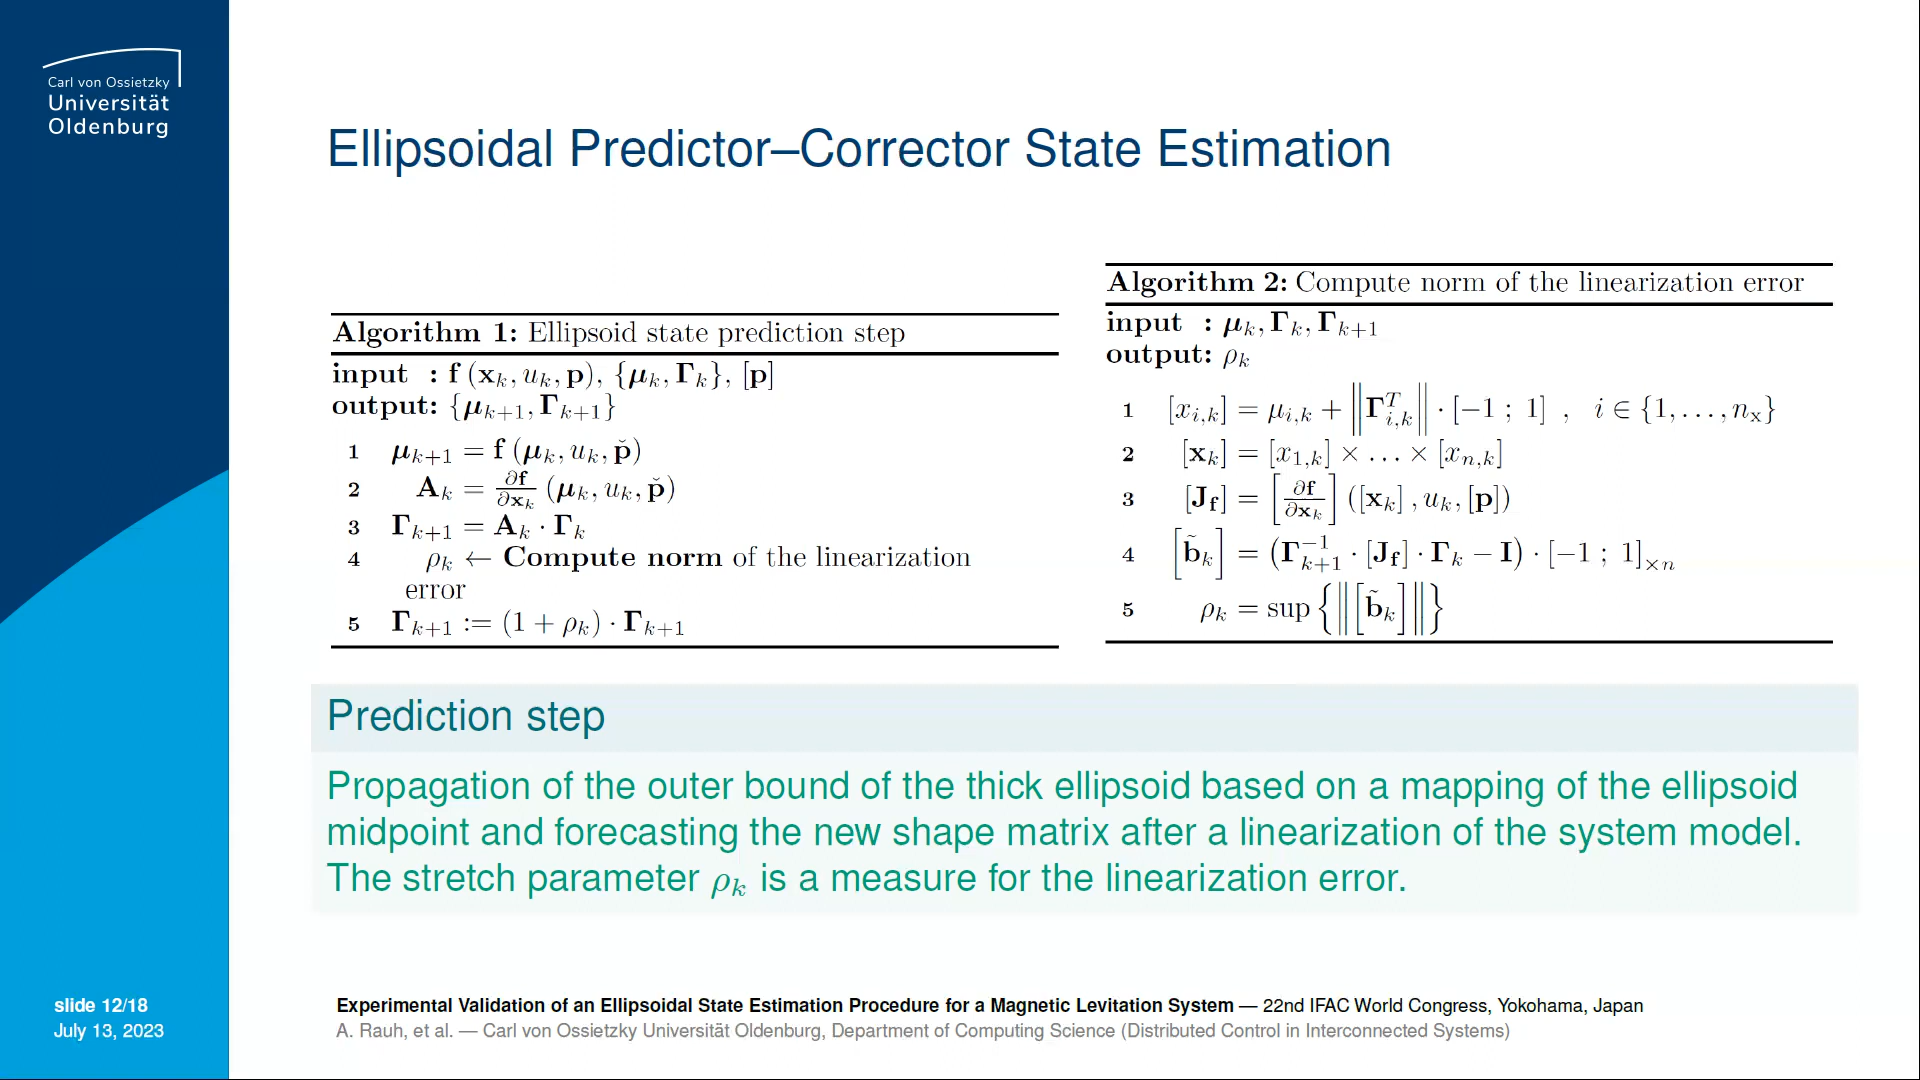 Carl von Ossietzky
Universität
Oldenburg
Ellipsoidal Predictor–Corrector State Estimation
Algorithm 1: Ellipsoid state prediction step
input : f (x_k, u_k, p), {μ_k, Γ_k}, [p]
output: {μ_{k+1}, Γ_{k+1}}
1 μ_{k+1} = f (μ_k, u_k, p̌)
2 A_k = ∂f/∂x_k (μ_k, u_k, p̌)
3 Γ_{k+1} = A_k · Γ_k
4 ρ_k ← Compute norm of the linearization
error
5 Γ_{k+1} := (1 + ρ_k) · Γ_{k+1}
Algorithm 2: Compute norm of the linearization error
input : μ_k, Γ_k, Γ_{k+1}
output: ρ_k
1 [x_{i,k}] = μ_{i,k} + ‖Γ^T_{i,k}‖ · [−1 ; 1] , i ∈ {1, . . . , n_x}
2 [x_k] = [x_{1,k}] × . . . × [x_{n,k}]
3 [J_f] = [∂f/∂x_k] ([x_k] , u_k, [p])
4 [b̃_k] = (Γ^{−1}_{k+1} · [J_f] · Γ_k − I) · [−1 ; 1]_{×n}
5 ρ_k = sup {‖[b̃_k]‖}
Prediction step
Propagation of the outer bound of the thick ellipsoid based on a mapping of the ellipsoid
midpoint and forecasting the new shape matrix after a linearization of the system model.
The stretch parameter ρ_k is a measure for the linearization error.
slide 12/18
July 13, 2023
Experimental Validation of an Ellipsoidal State Estimation Procedure for a Magnetic Levitation System — 22nd IFAC World Congress, Yokohama, Japan
A. Rauh, et al. — Carl von Ossietzky Universität Oldenburg, Department of Computing Science (Distributed Control in Interconnected Systems)